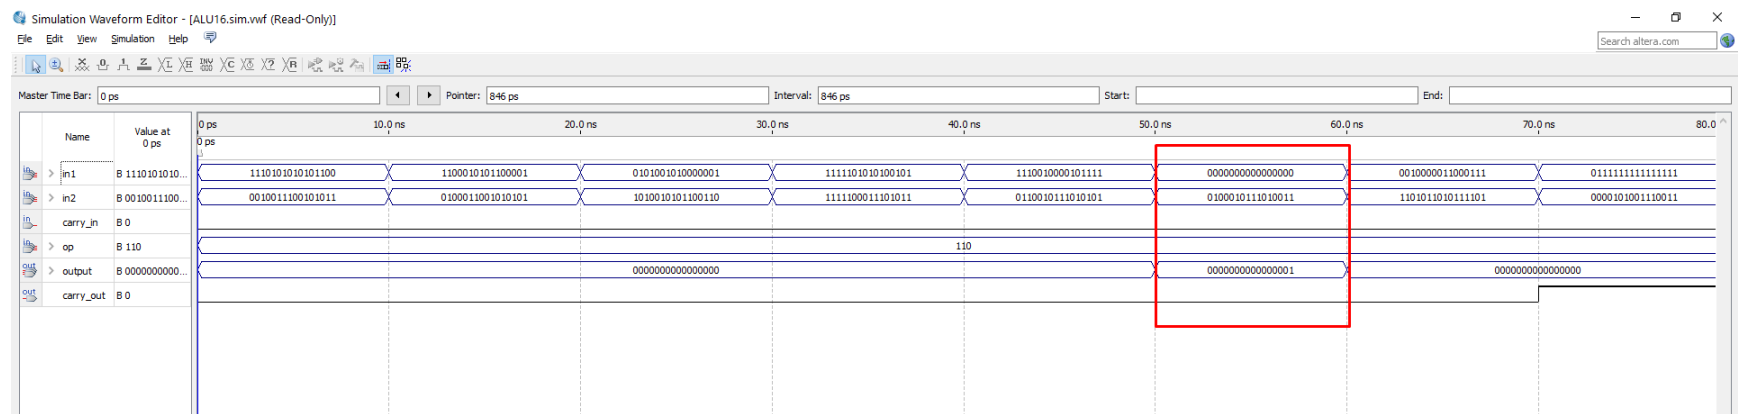 Simulation Waveform Editor - [ALU16.sim.vwf (Read-Only)]
File Edit View Simulation Help
Search altera.com
Master Time Bar: 0 ps Pointer: 846 ps Interval: 846 ps Start: End:
Name Value at 0 ps
0 ps 10.0 ns 20.0 ns 30.0 ns 40.0 ns 50.0 ns 60.0 ns 70.0 ns 80.0
0 ps
in1 B 1110101010... 1110101010101100 1100010101100001 0101001010000001 1111101010100101 1110010000101111 0000000000000000 0010000011000111 0111111111111111
in2 B 0010011100... 0010011100101011 0100011001010101 1010010101100110 1111100011101011 0110010111010101 0100010111010011 1101011010111101 0000101001110011
carry_in B 0
op B 110 110
output B 0000000000... 0000000000000000 0000000000000001 0000000000000000
carry_out B 0